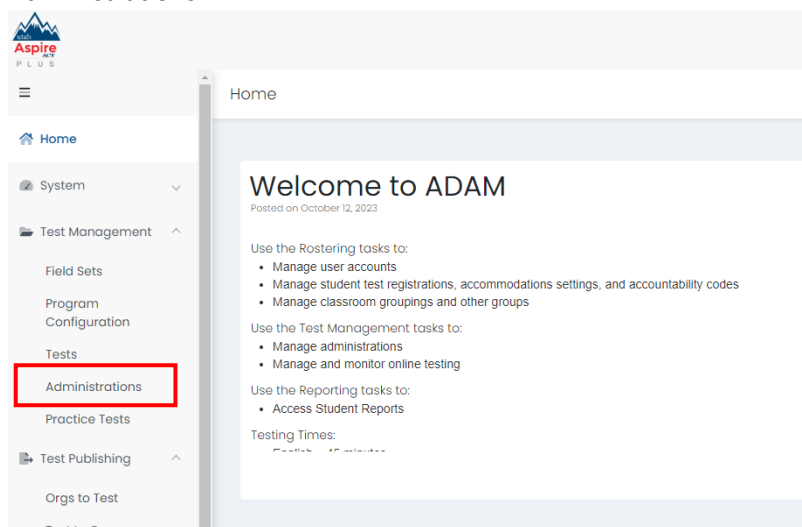 utah
Aspire
ACT
PLUS
Home
Home
System
Welcome to ADAM
Posted on October 12, 2023
Test Management
Use the Rostering tasks to:
Manage user accounts
Field Sets
Manage student test registrations, accommodations settings, and accountability codes
Manage classroom groupings and other groups
Program
Configuration
Use the Test Management tasks to:
Manage administrations
Tests
Manage and monitor online testing
Administrations
Use the Reporting tasks to:
Access Student Reports
Practice Tests
Testing Times:
Test Publishing
Orgs to Test